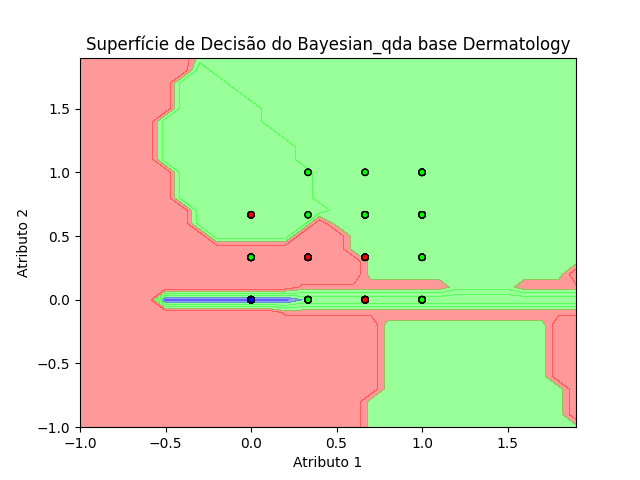 Superfície de Decisão do Bayesian_qda base Dermatology
Atributo 2
1.5
1.0
0.5
0.0
−0.5
−1.0
−1.0 −0.5 0.0 0.5 1.0 1.5
Atributo 1